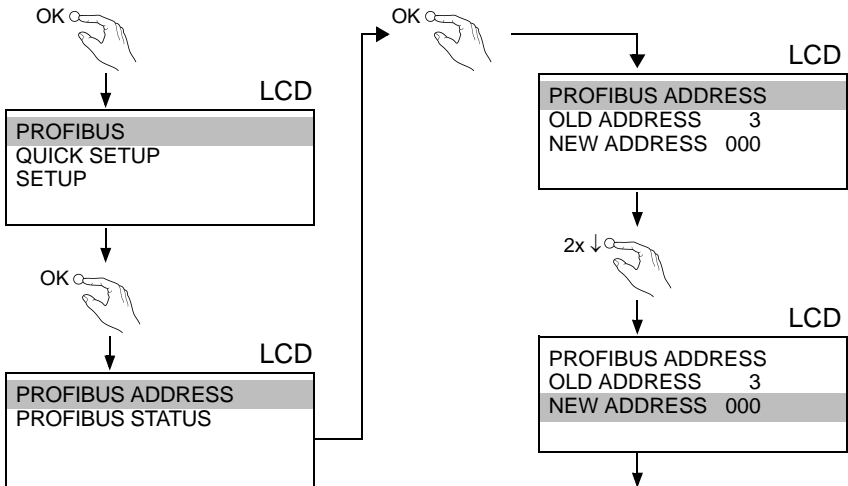 OK
LCD
PROFIBUS
QUICK SETUP
SETUP
OK
LCD
PROFIBUS ADDRESS
PROFIBUS STATUS
OK
LCD
PROFIBUS ADDRESS
OLD ADDRESS 3
NEW ADDRESS 000
2x ↓
LCD
PROFIBUS ADDRESS
OLD ADDRESS 3
NEW ADDRESS 000